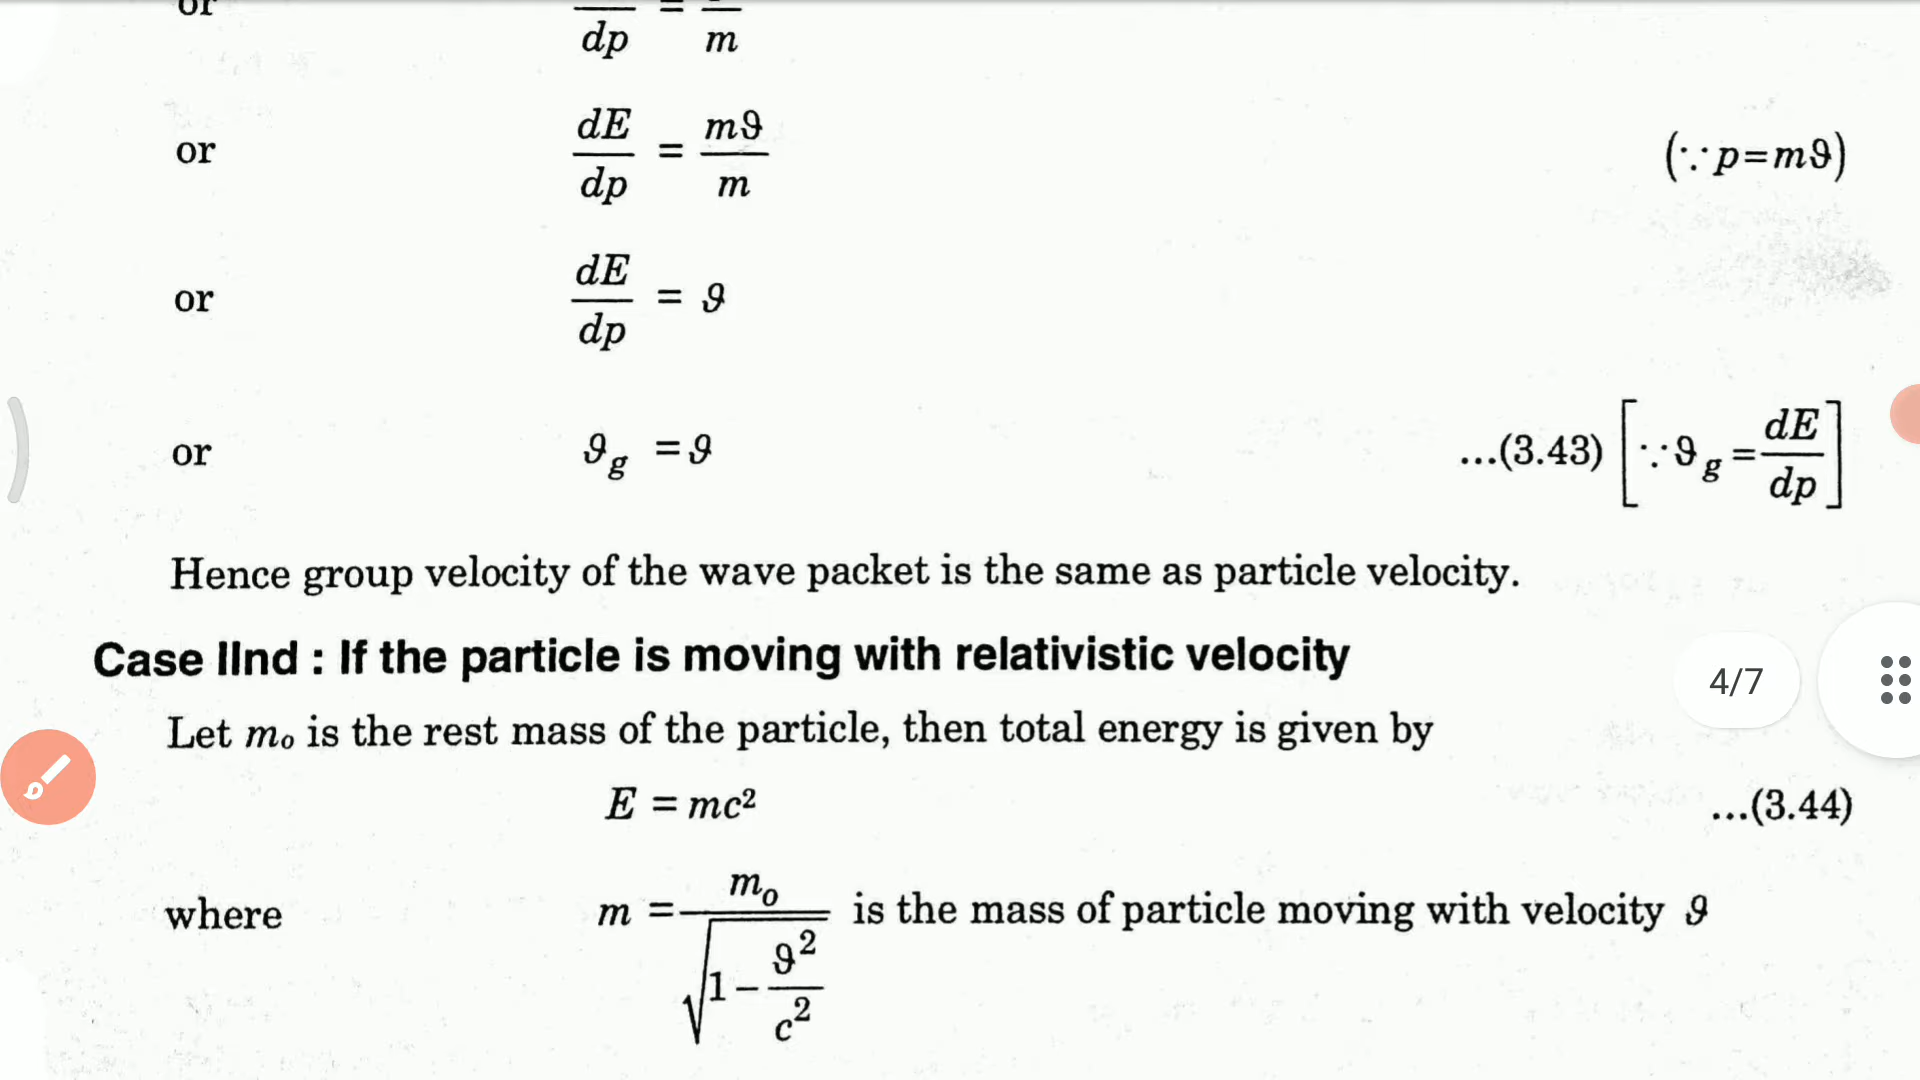 or dp = m
or dE/dp = mϑ/m (∵ p=mϑ)
or dE/dp = ϑ
or ϑg =ϑ ...(3.43) [∵ϑg=dE/dp]
Hence group velocity of the wave packet is the same as particle velocity.
Case IInd : If the particle is moving with relativistic velocity
4/7
Let mo is the rest mass of the particle, then total energy is given by
E = mc² ...(3.44)
where m = mo/√(1−ϑ²/c²) is the mass of particle moving with velocity ϑ